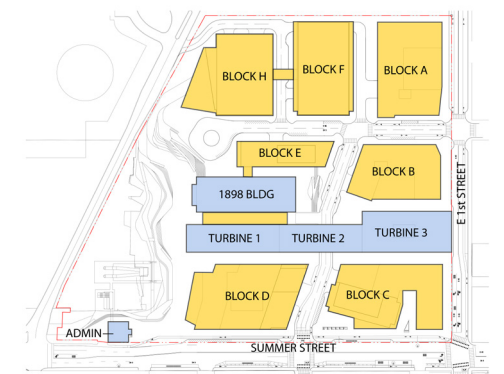 BLOCK H
BLOCK F
BLOCK A
BLOCK E
BLOCK B
1898 BLDG
E 1st STREET
TURBINE 1
TURBINE 2
TURBINE 3
BLOCK D
BLOCK C
ADMIN
SUMMER STREET